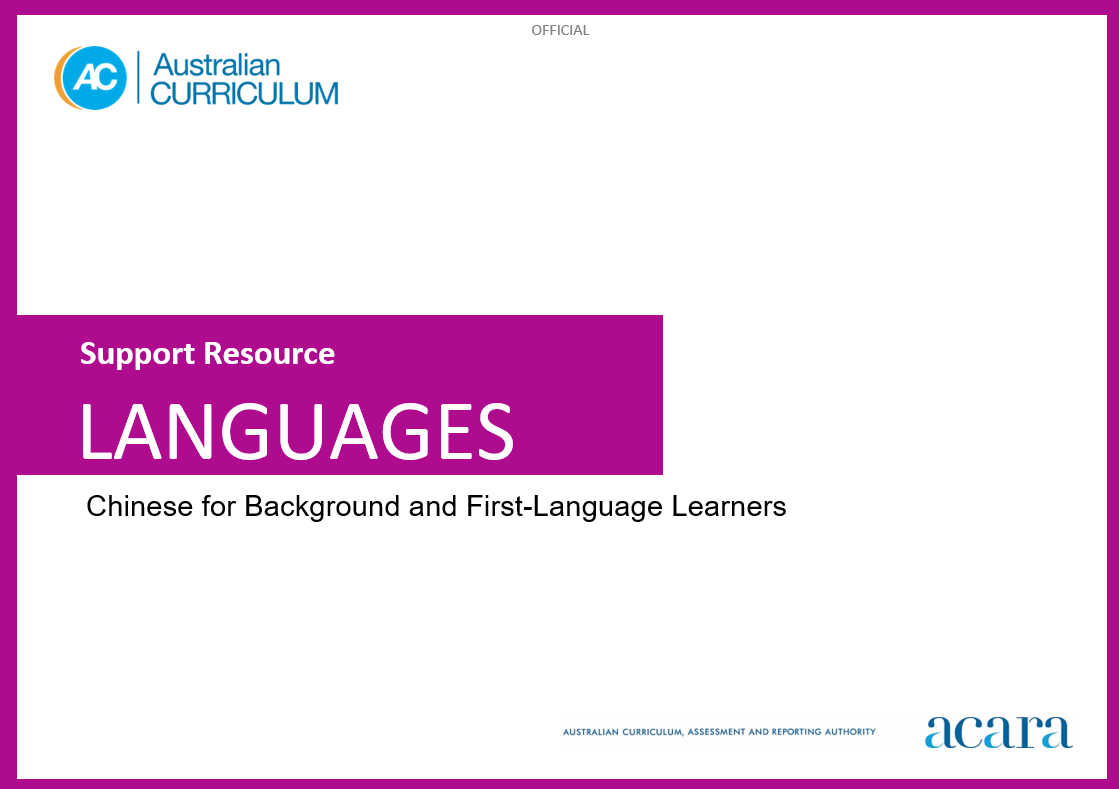 OFFICIAL
AC
Australian
CURRICULUM
Support Resource
LANGUAGES
Chinese for Background and First-Language Learners
AUSTRALIAN CURRICULUM, ASSESSMENT AND REPORTING AUTHORITY
acara